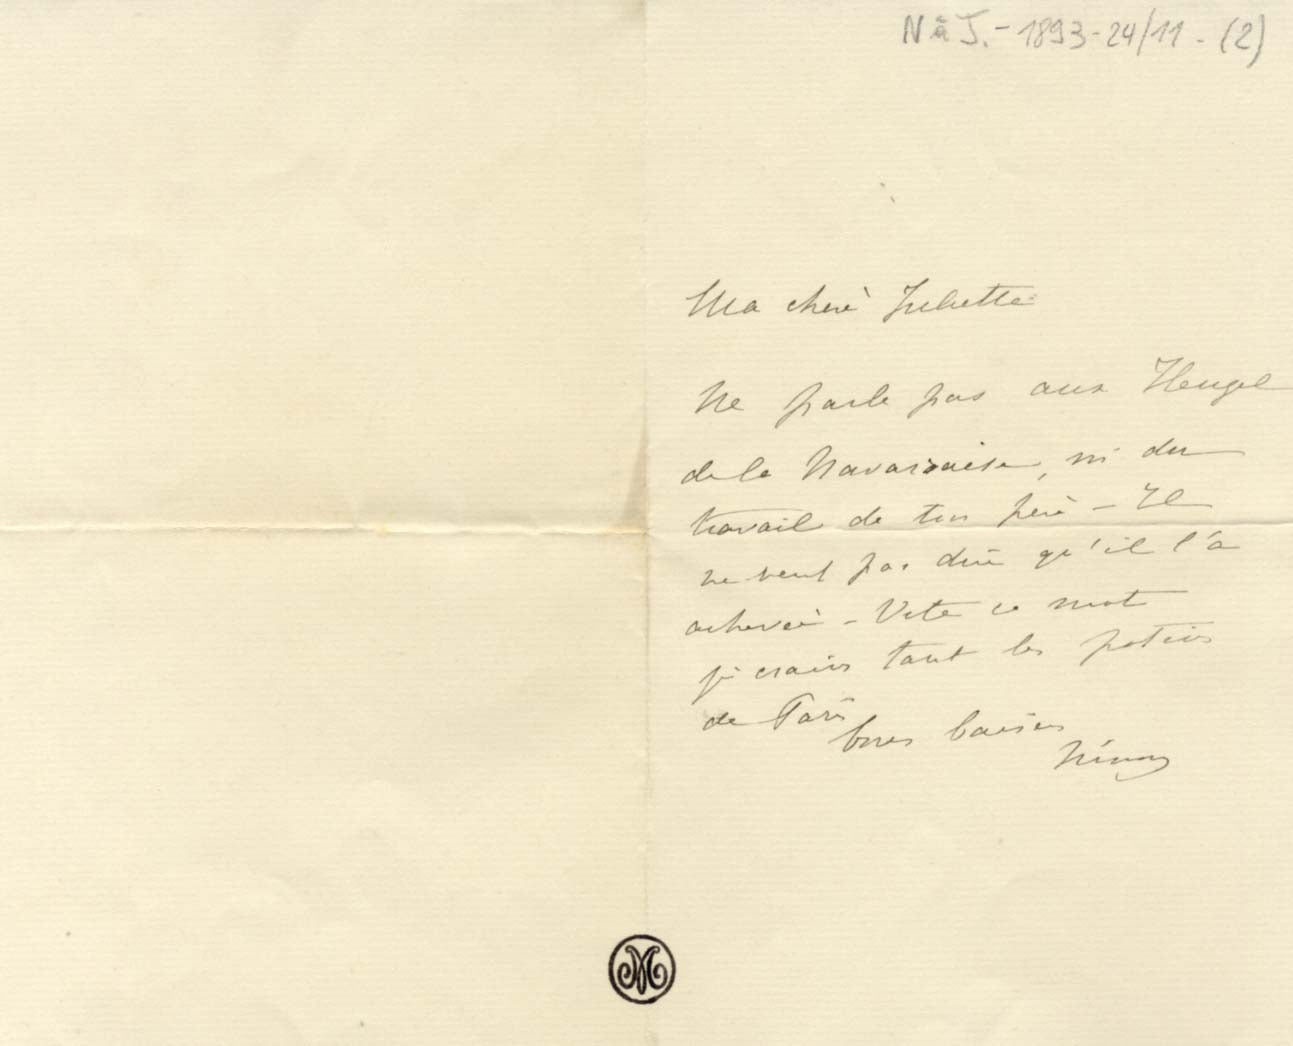 N à J. - 1893 - 24/11 - (2)
Ma chère Juliette
Ne parle pas aux Heugel
de la Navarraise, ni du
travail de ton père - Il
ne veut pas dire qu'il l'a
achevée - Vite ce mot
je crains tant les potins
de Paris
bons baisers
Ninon